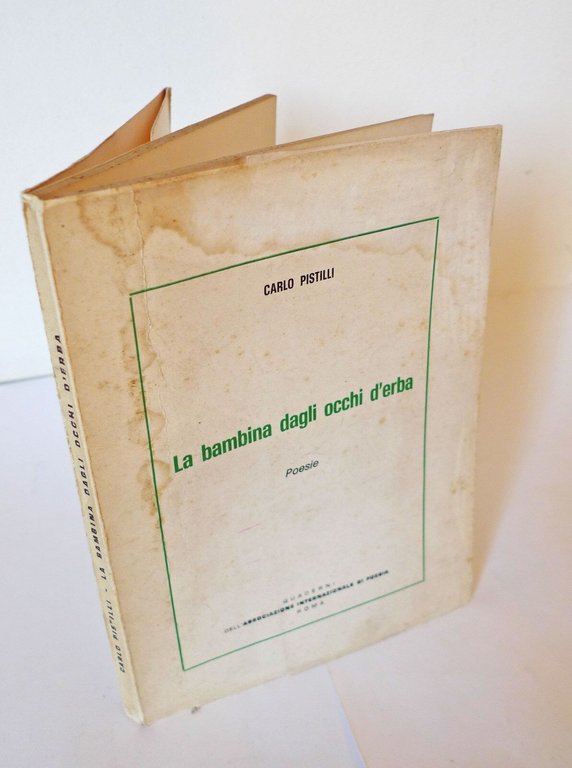 CARLO PISTILLI
La bambina dagli occhi d'erba
Poesie
QUADERNI
DELL'ASSOCIAZIONE INTERNAZIONALE DI POESIA
ROMA
CARLO PISTILLI - LA BAMBINA DAGLI OCCHI D'ERBA